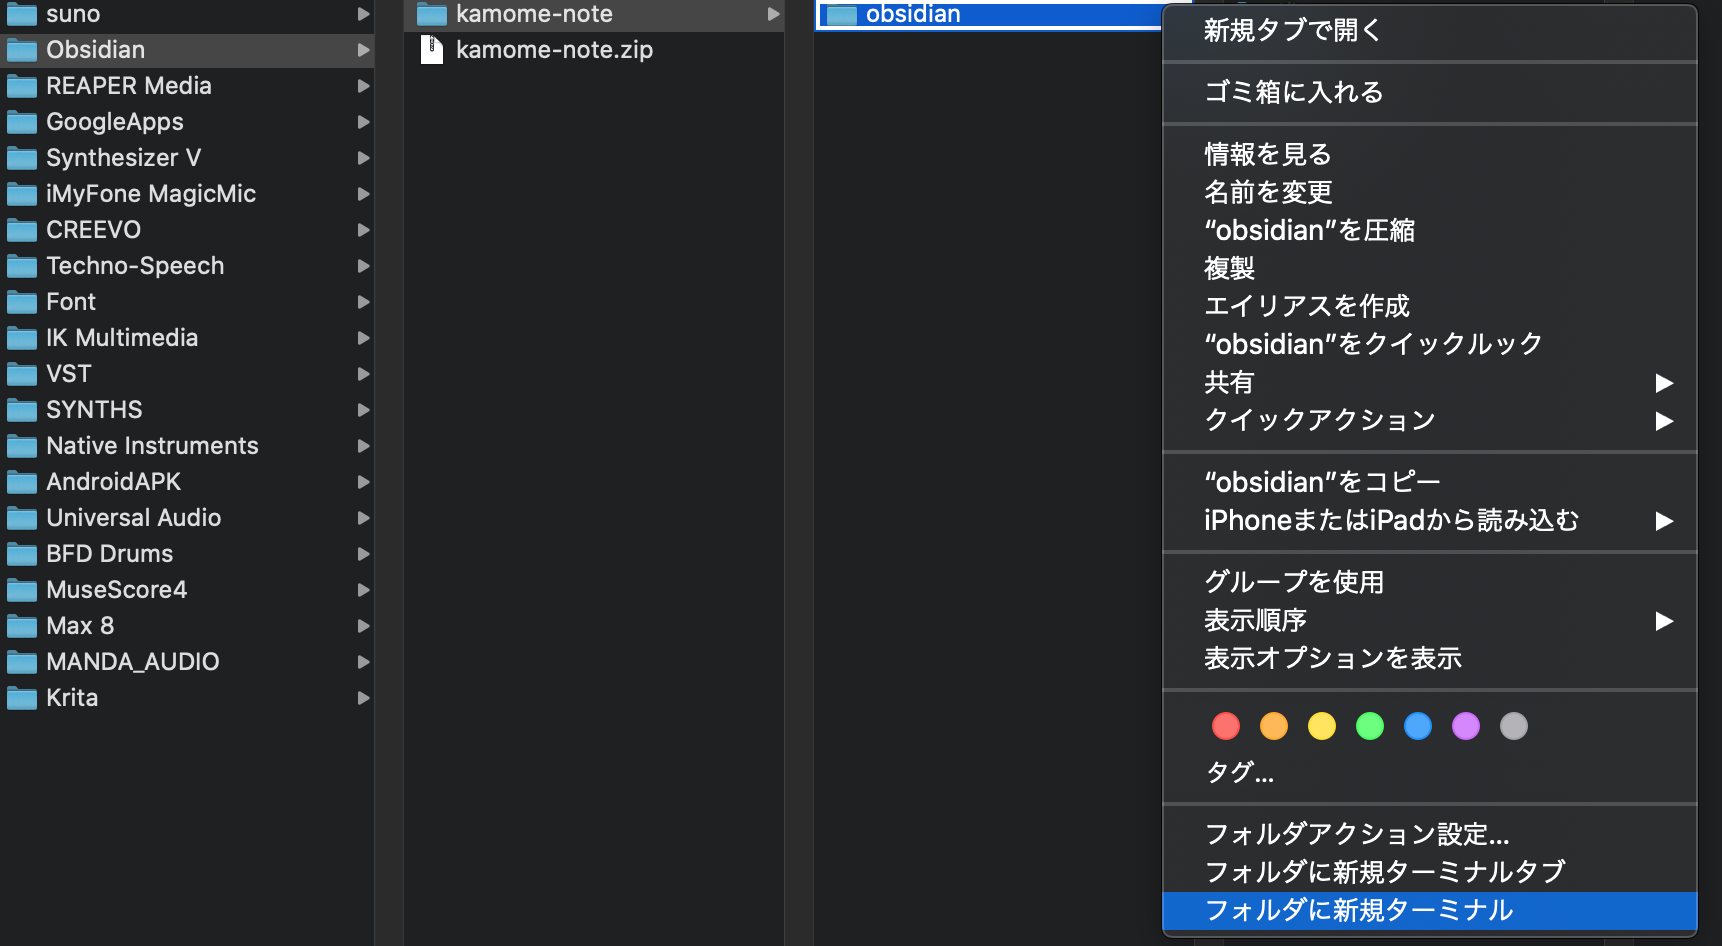 suno
Obsidian
REAPER Media
GoogleApps
Synthesizer V
iMyFone MagicMic
CREEVO
Techno-Speech
Font
IK Multimedia
VST
SYNTHS
Native Instruments
AndroidAPK
Universal Audio
BFD Drums
MuseScore4
Max 8
MANDA_AUDIO
Krita
kamome-note
kamome-note.zip
obsidian
新規タブで開く
ゴミ箱に入れる
情報を見る
名前を変更
“obsidian”を圧縮
複製
エイリアスを作成
“obsidian”をクイックルック
共有
クイックアクション
“obsidian”をコピー
iPhoneまたはiPadから読み込む
グループを使用
表示順序
表示オプションを表示
タグ...
フォルダアクション設定...
フォルダに新規ターミナルタブ
フォルダに新規ターミナル